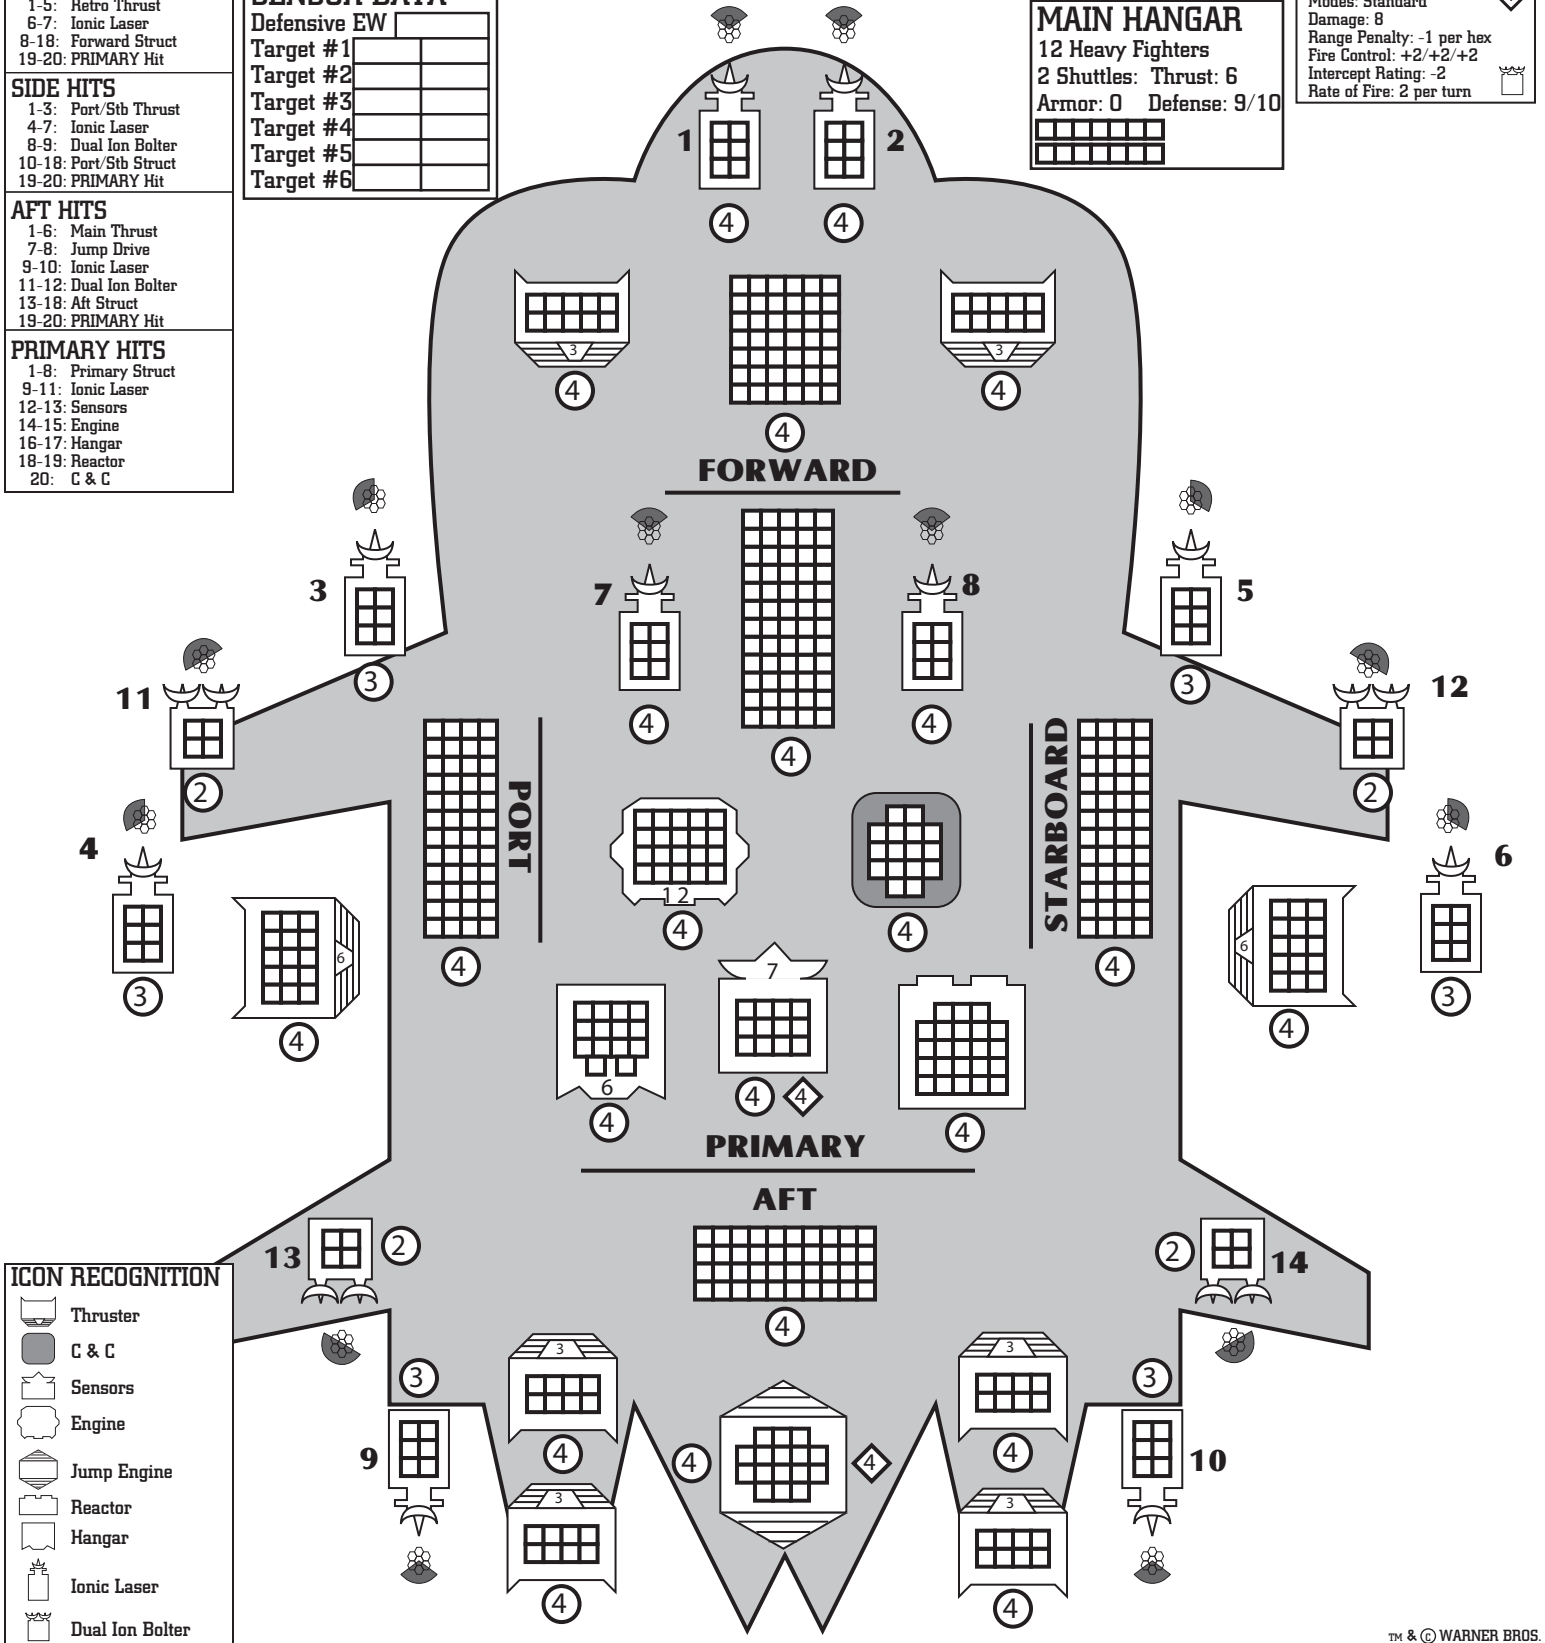 1-5: Retro Thrust
6-7: Ionic Laser
8-18: Forward Struct
19-20: PRIMARY Hit
SIDE HITS
1-3: Port/Stb Thrust
4-7: Ionic Laser
8-9: Dual Ion Bolter
10-18: Port/Stb Struct
19-20: PRIMARY Hit
AFT HITS
1-6: Main Thrust
7-8: Jump Drive
9-10: Ionic Laser
11-12: Dual Ion Bolter
13-18: Aft Struct
19-20: PRIMARY Hit
PRIMARY HITS
1-8: Primary Struct
9-11: Ionic Laser
12-13: Sensors
14-15: Engine
16-17: Hangar
18-19: Reactor
20: C & C
SENSOR DATA
Defensive EW
Target #1
Target #2
Target #3
Target #4
Target #5
Target #6
MAIN HANGAR
12 Heavy Fighters
2 Shuttles: Thrust: 6
Armor: 0 Defense: 9/10
Modes: Standard
Damage: 8
Range Penalty: -1 per hex
Fire Control: +2/+2/+2
Intercept Rating: -2
Rate of Fire: 2 per turn
1
2
4
4
3
3
4
4
4
FORWARD
3
7
8
5
3
3
11
12
4
4
4
2
2
PORT
STARBOARD
4
6
12
4
4
4
4
3
3
6
6
7
4
4
6
4
4
4
4
PRIMARY
AFT
13
2
2
14
4
3
3
3
3
9
10
4
4
4
4
3
3
4
4
ICON RECOGNITION
Thruster
C & C
Sensors
Engine
Jump Engine
Reactor
Hangar
Ionic Laser
Dual Ion Bolter
TM & © WARNER BROS.